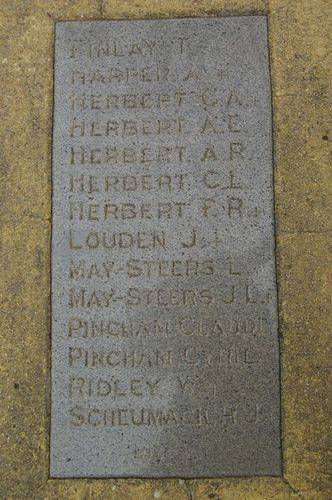 FINLAY T.
HARPER A. +
HERBERT C.A. +
HERBERT A.E.
HERBERT A.R.
HERBERT C.L.
HERBERT F.R. +
LOUDEN J. +
MAY-STEERS L.
MAY-STEERS J.L. +
PINCHAM CLAUDE
PINCHAM CYRIL
RIDLEY W. +
SCHEUMACK H.J.